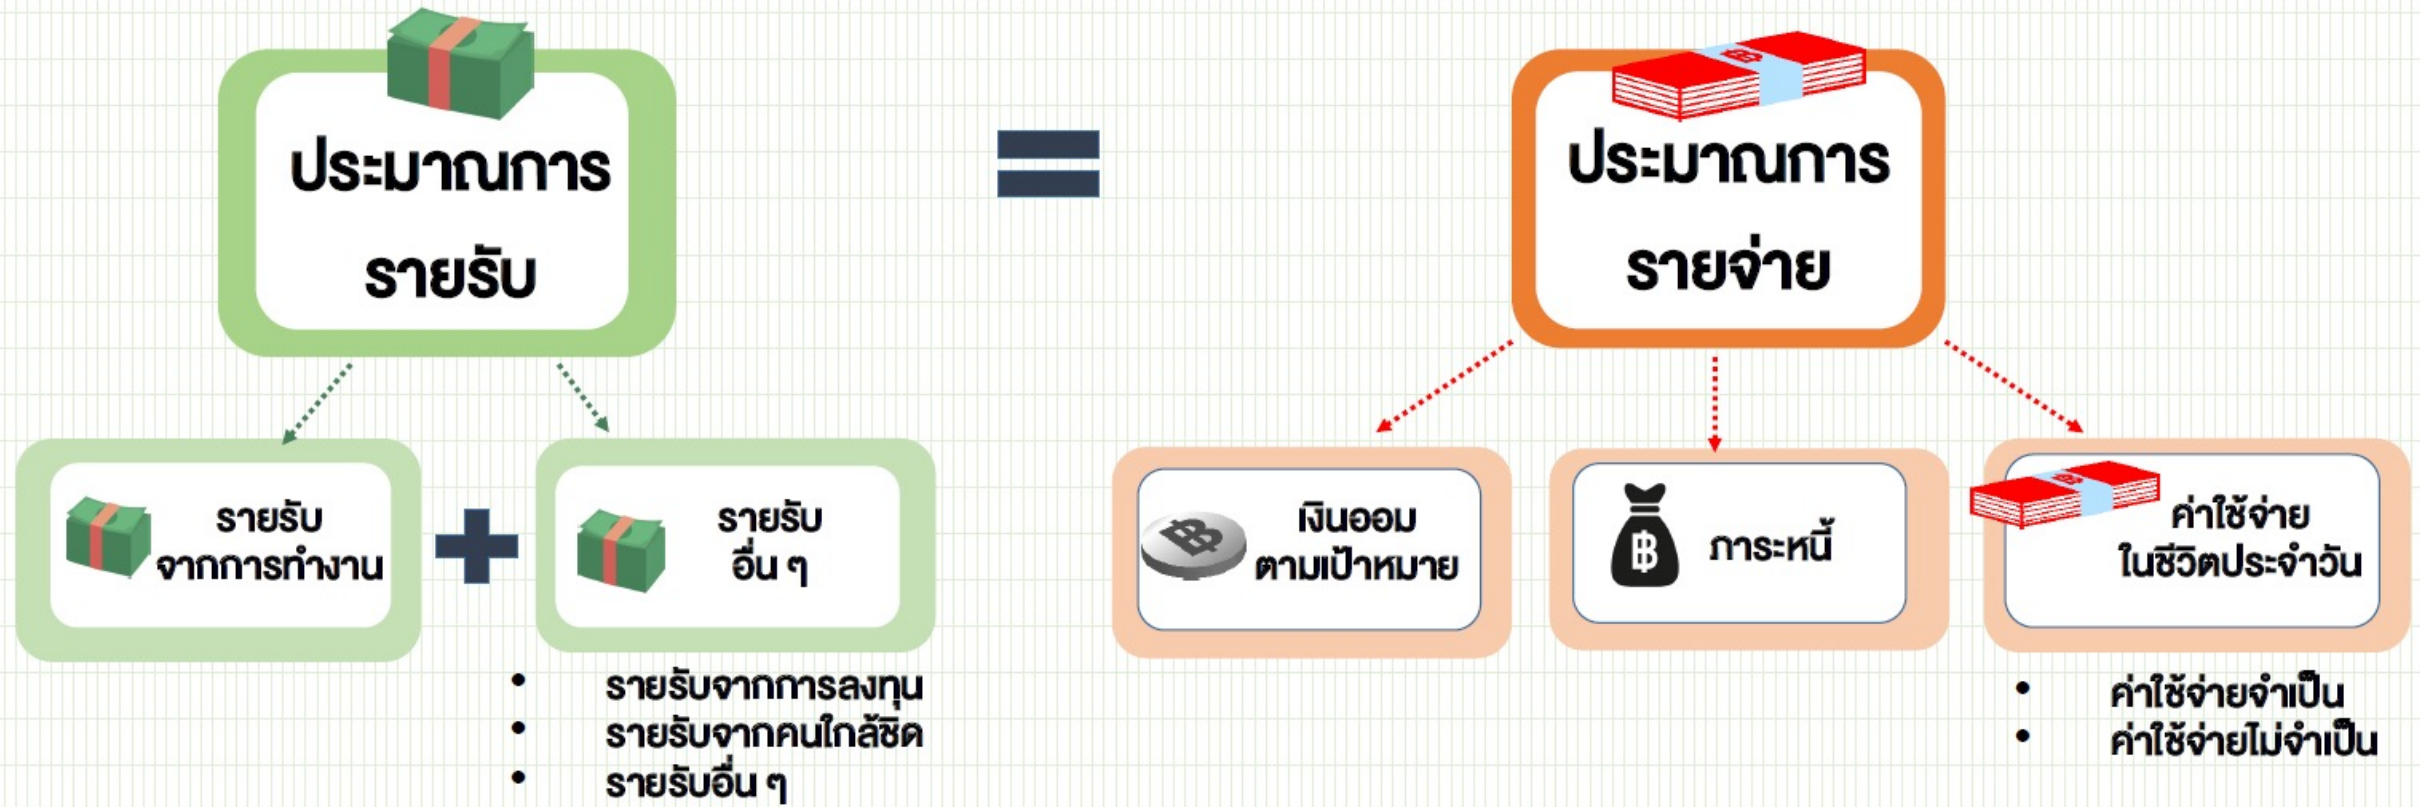 ประมาณการ
รายรับ
=
ประมาณการ
รายจ่าย
รายรับ
จากการทำงาน
+
รายรับ
อื่น ๆ
• รายรับจากการลงทุน
• รายรับจากคนใกล้ชิด
• รายรับอื่น ๆ
เงินออม
ตามเป้าหมาย
ภาระหนี้
ค่าใช้จ่าย
ในชีวิตประจำวัน
• ค่าใช้จ่ายจำเป็น
• ค่าใช้จ่ายไม่จำเป็น